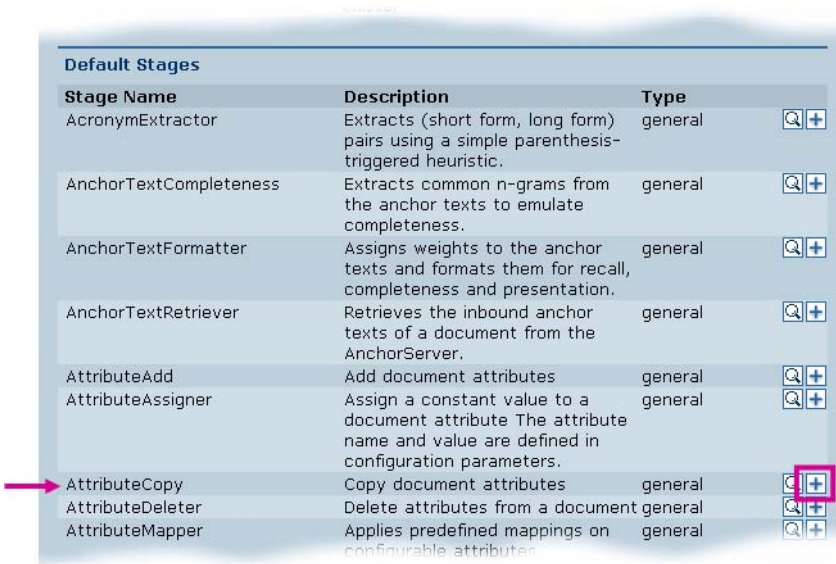 Default Stages
Stage Name Description Type
AcronymExtractor Extracts (short form, long form) general
pairs using a simple parenthesis-
triggered heuristic.
AnchorTextCompleteness Extracts common n-grams from general
the anchor texts to emulate
completeness.
AnchorTextFormatter Assigns weights to the anchor general
texts and formats them for recall,
completeness and presentation.
AnchorTextRetriever Retrieves the inbound anchor general
texts of a document from the
AnchorServer.
AttributeAdd Add document attributes general
AttributeAssigner Assign a constant value to a general
document attribute The attribute
name and value are defined in
configuration parameters.
AttributeCopy Copy document attributes general
AttributeDeleter Delete attributes from a document general
AttributeMapper Applies predefined mappings on general
configurable attributes